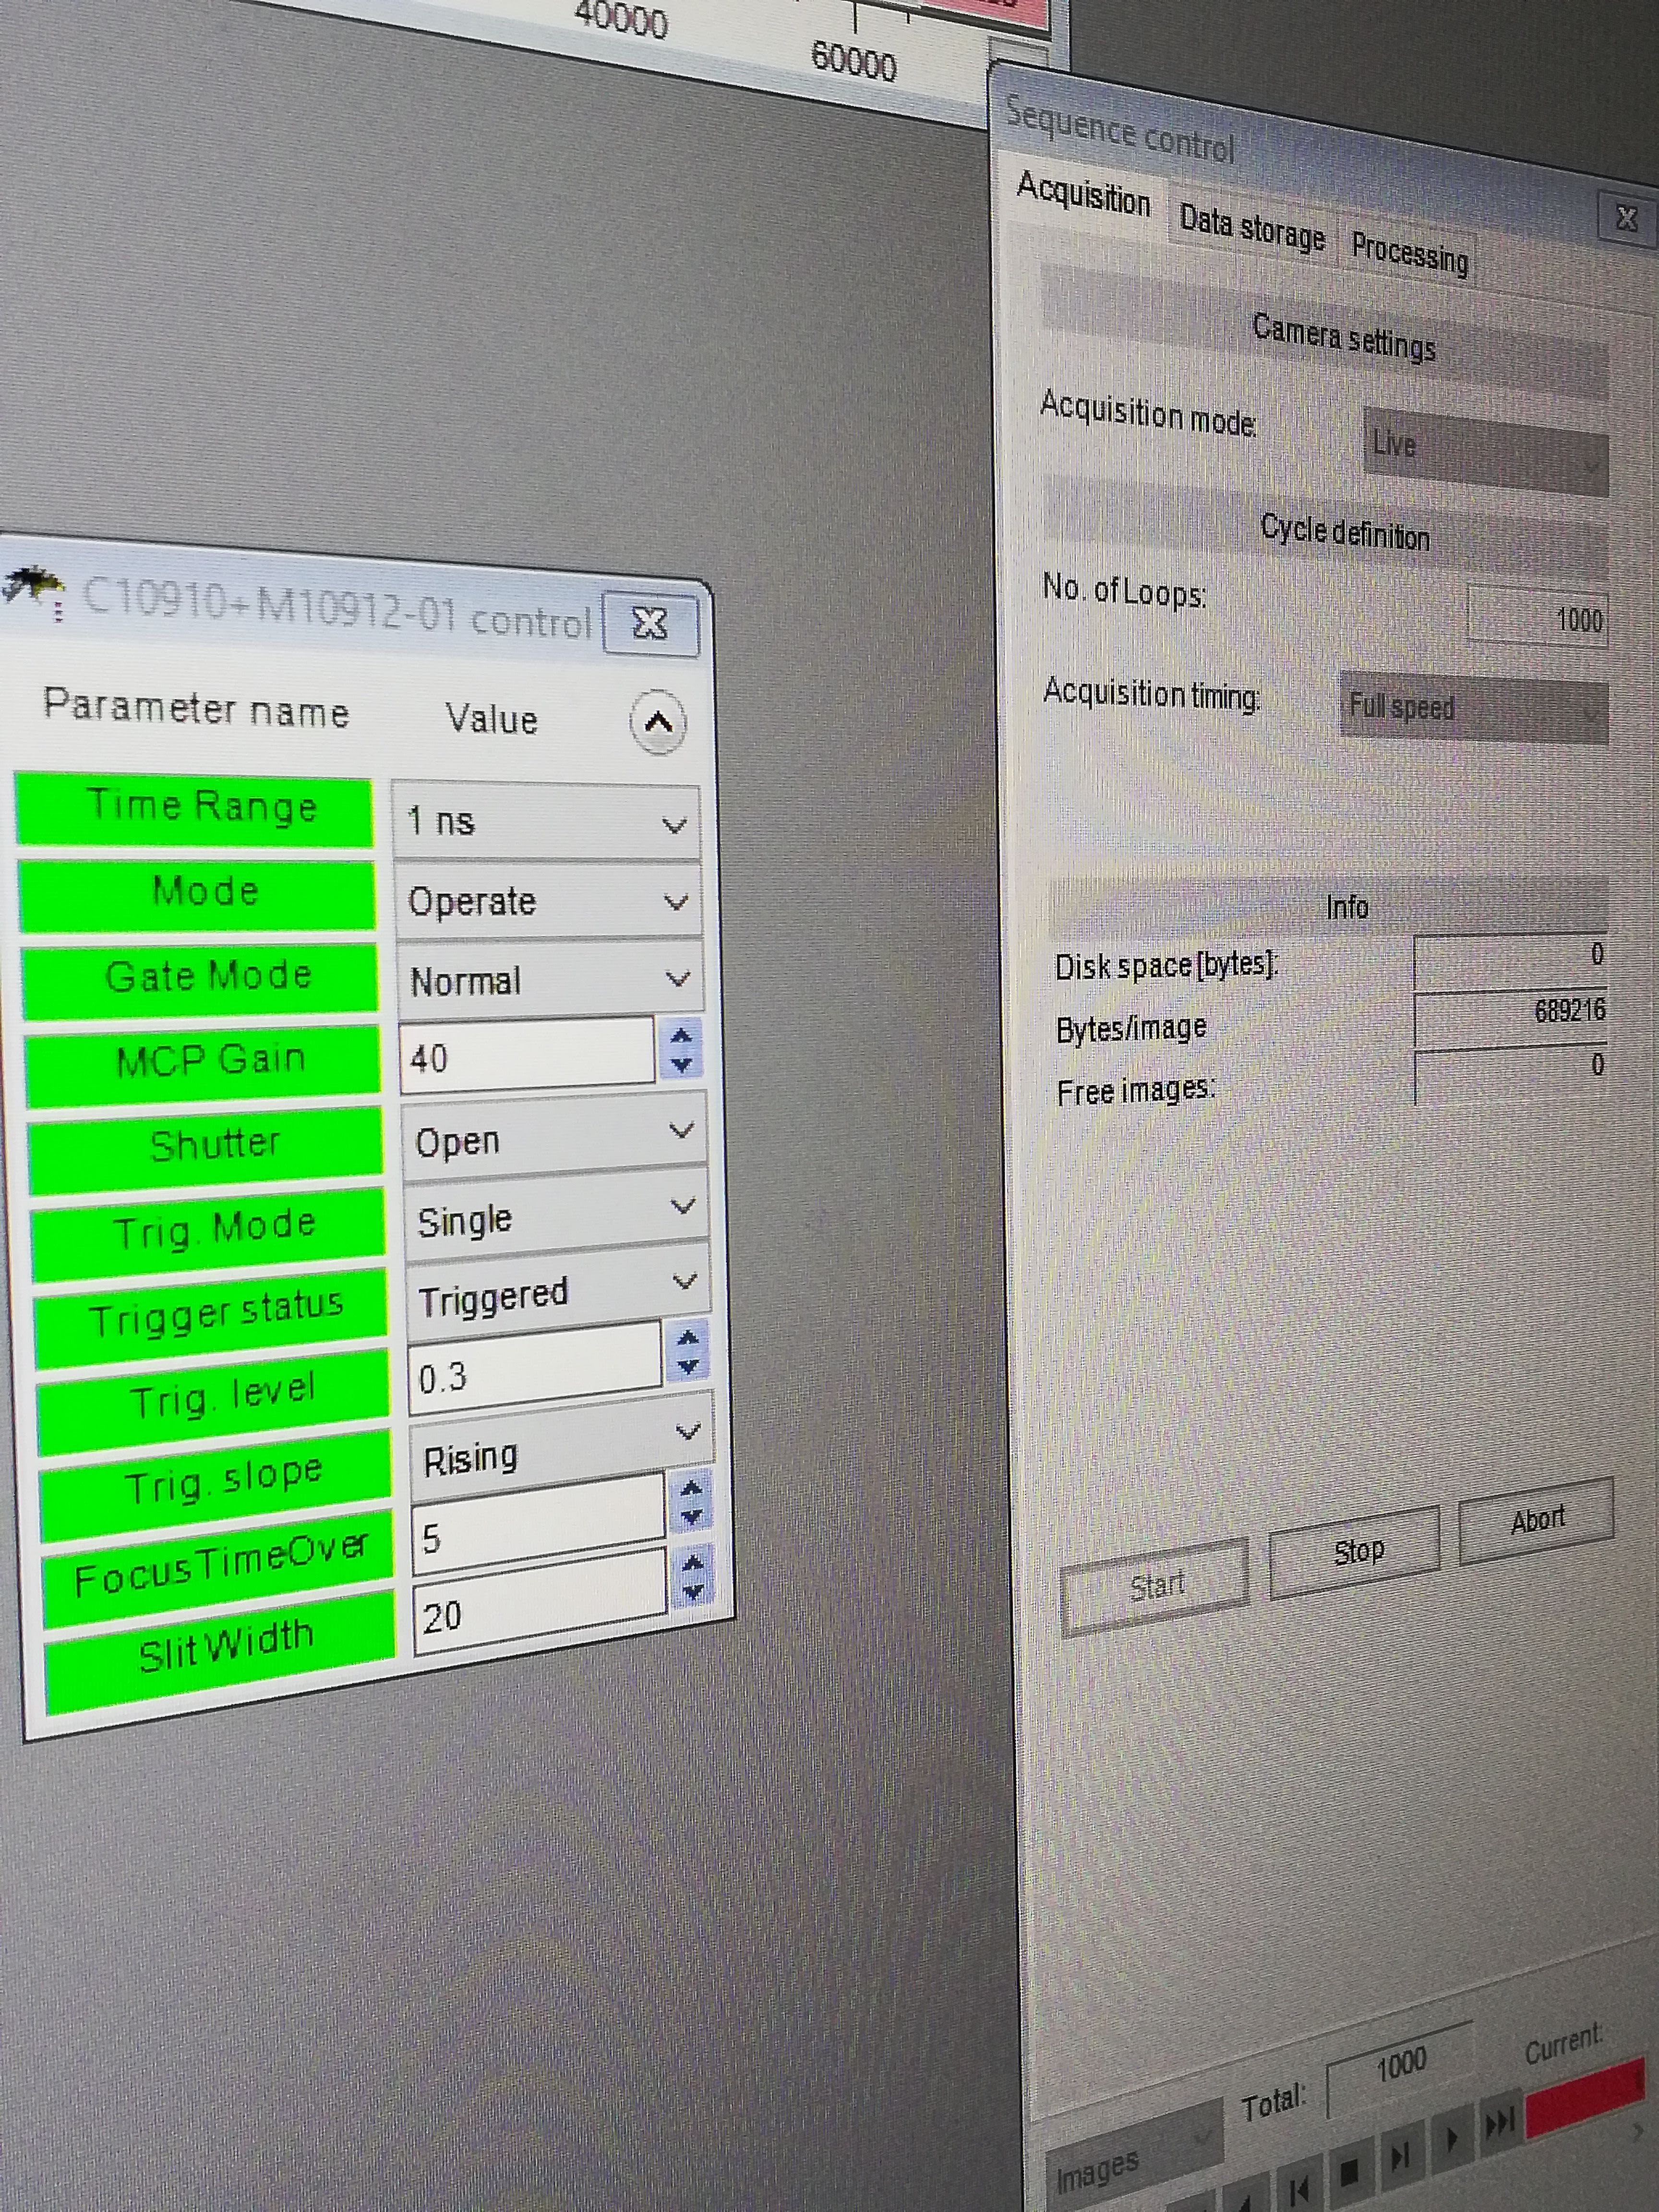 40000
60000
Sequence control
Acquisition
Data storage
Processing
Camera settings
Acquisition mode:
Live
Cycle definition
No. of Loops:
1000
Acquisition timing:
Full speed
Info
Disk space [bytes]:
0
Bytes/image
689216
Free images:
0
Start
Stop
Abort
Total:
1000
Current:
Images
C10910+M10912-01 control
Parameter name
Value
Time Range
1 ns
Mode
Operate
Gate Mode
Normal
MCP Gain
40
Shutter
Open
Trig. Mode
Single
Trigger status
Triggered
Trig. level
0.3
Trig. slope
Rising
FocusTimeOver
5
Slit Width
20